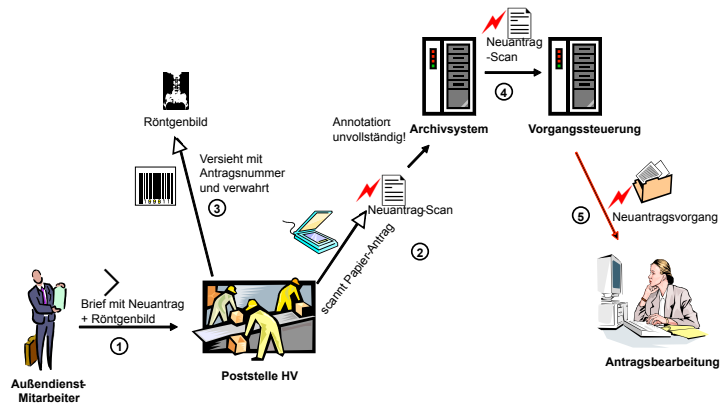 Neuantrag
-Scan
④
Archivsystem
Vorgangssteuerung
Röntgenbild
Annotation:
unvollständig!
Versieht mit
Antragsnummer
und verwahrt
③
Neuantrag-Scan
scannt Papier-Antrag
②
⑤
Neuantragsvorgang
Brief mit Neuantrag
+ Röntgenbild
①
Poststelle HV
Antragsbearbeitung
Außendienst-
Mitarbeiter